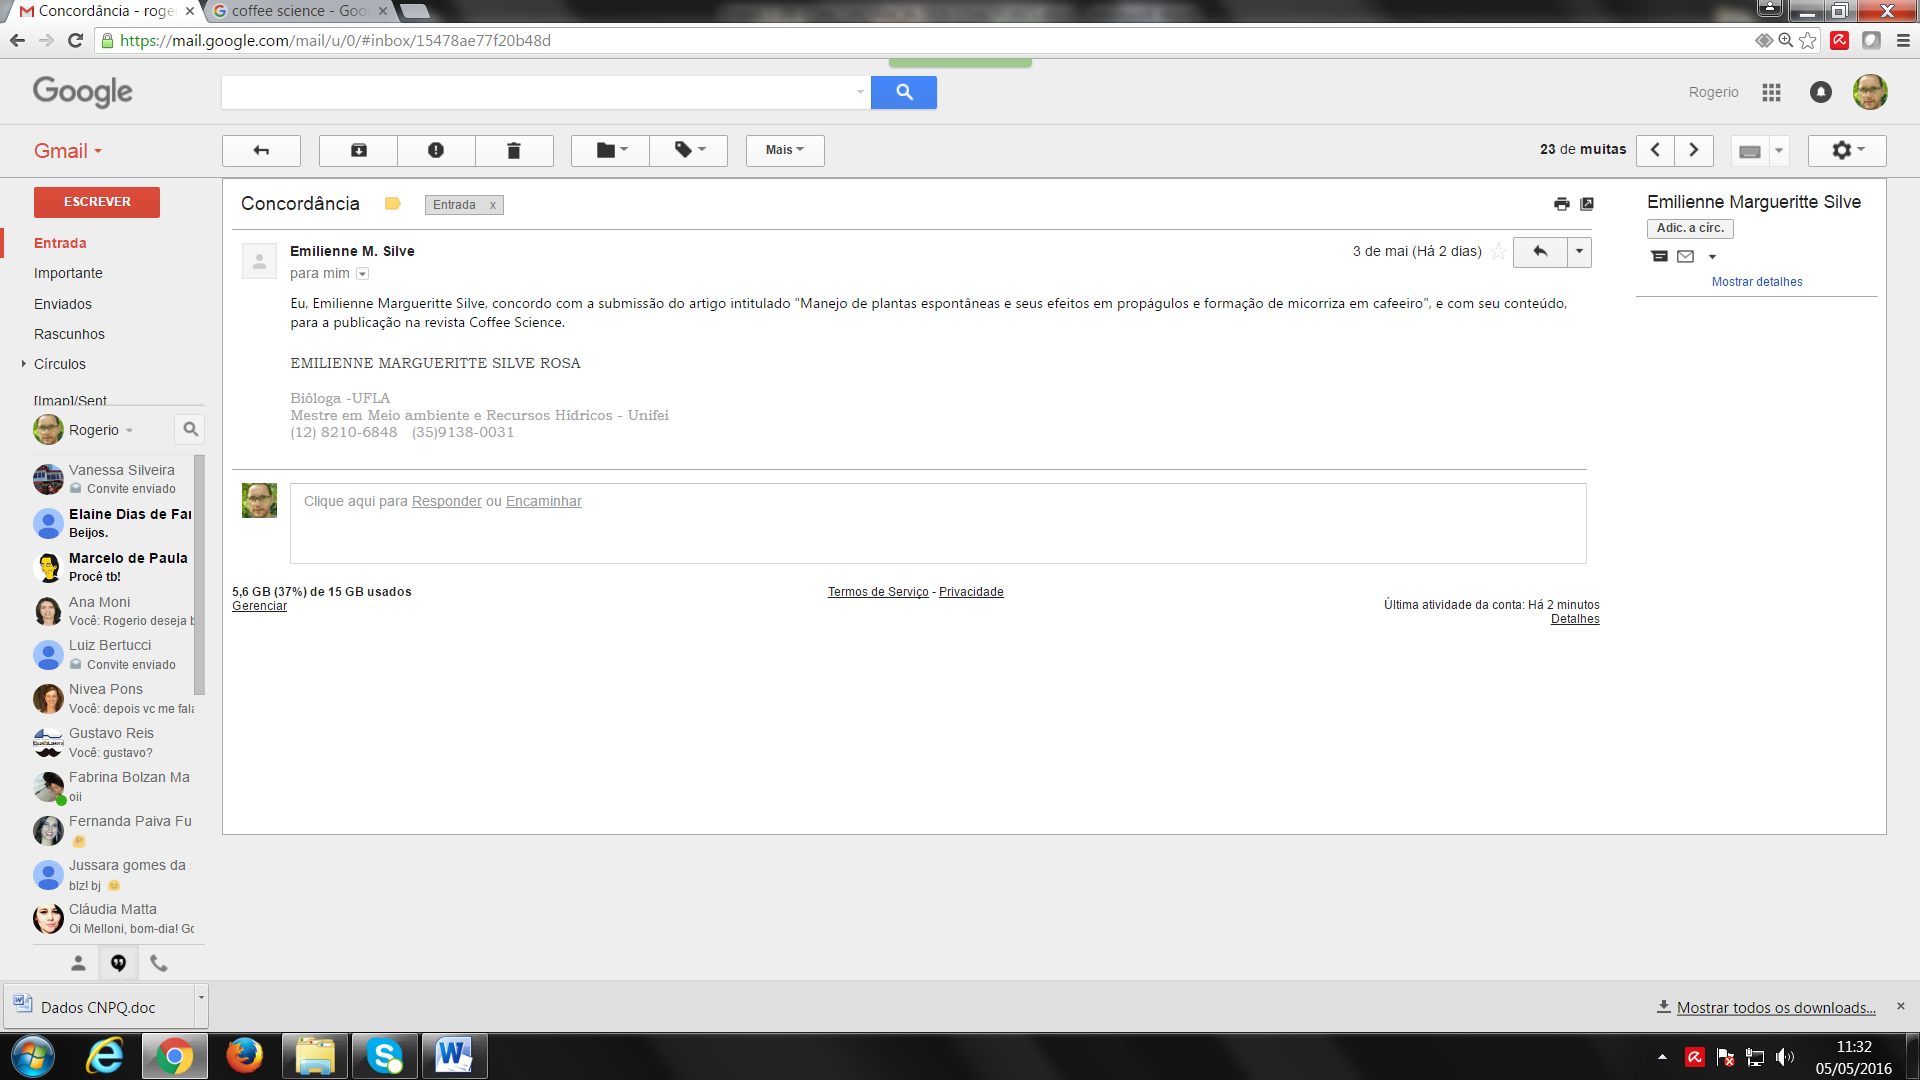 Concordância - roge
coffee science - Goo
https://mail.google.com/mail/u/0/#inbox/15478ae77f20b48d
Google
Rogerio
Gmail
Mais
23 de muitas
ESCREVER
Entrada
Importante
Enviados
Rascunhos
Círculos
[Imap]/Sent
Rogerio
Vanessa Silveira
Convite enviado
Elaine Dias de Far
Beijos.
Marcelo de Paula
Procê tb!
Ana Moni
Você: Rogerio deseja b
Luiz Bertucci
Convite enviado
Nivea Pons
Você: depois vc me fala
Gustavo Reis
Você: gustavo?
Fabrina Bolzan Ma
oii
Fernanda Paiva Fu
Jussara gomes da
blz! bj
Cláudia Matta
Oi Melloni, bom-dia! Go
Concordância
Entrada x
Emilienne M. Silve
3 de mai (Há 2 dias)
para mim
Eu, Emilienne Margueritte Silve, concordo com a submissão do artigo intitulado "Manejo de plantas espontâneas e seus efeitos em propágulos e formação de micorriza em cafeeiro", e com seu conteúdo,
para a publicação na revista Coffee Science.
EMILIENNE MARGUERITTE SILVE ROSA
Bióloga -UFLA
Mestre em Meio ambiente e Recursos Hídricos - Unifei
(12) 8210-6848 (35)9138-0031
Clique aqui para Responder ou Encaminhar
5,6 GB (37%) de 15 GB usados
Gerenciar
Termos de Serviço - Privacidade
Última atividade da conta: Há 2 minutos
Detalhes
Emilienne Margueritte Silve
Adic. a círc.
Mostrar detalhes
Dados CNPQ.doc
Mostrar todos os downloads...
11:32
05/05/2016